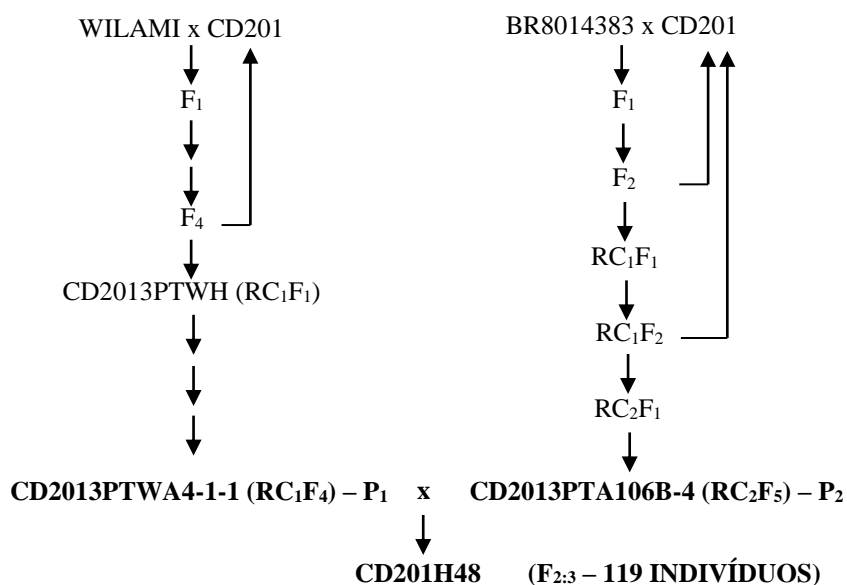 WILAMI x CD201
F₁
F₄
CD2013PTWH (RC₁F₁)
BR8014383 x CD201
F₁
F₂
RC₁F₁
RC₁F₂
RC₂F₁
CD2013PTWA4-1-1 (RC₁F₄) – P₁ x CD2013PTA106B-4 (RC₂F₅) – P₂
CD201H48 (F₂:₃ – 119 INDIVÍDUOS)